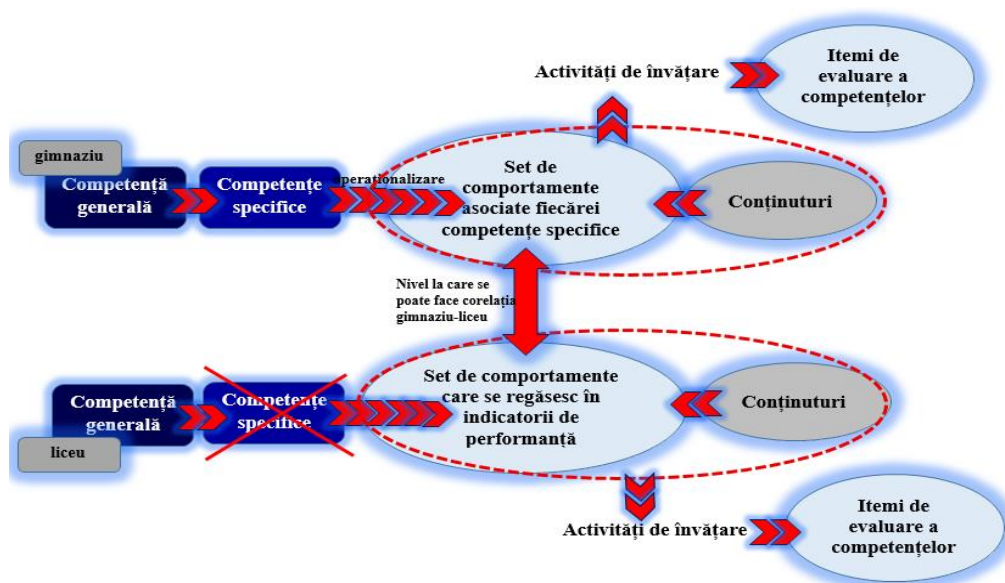 Activități de învățare
Itemi de
evaluare a
competențelor
gimnaziu
Competență
generală
Competențe
specifice
operaționalizare
Set de
comportamente
asociate fiecărei
competențe specifice
Conținuturi
Nivel la care se
poate face corelația
gimnaziu-liceu
Competență
generală
liceu
Competențe
specifice
Set de comportamente
care se regăsesc în
indicatorii de
performanță
Conținuturi
Activități de învățare
Itemi de
evaluare a
competențelor